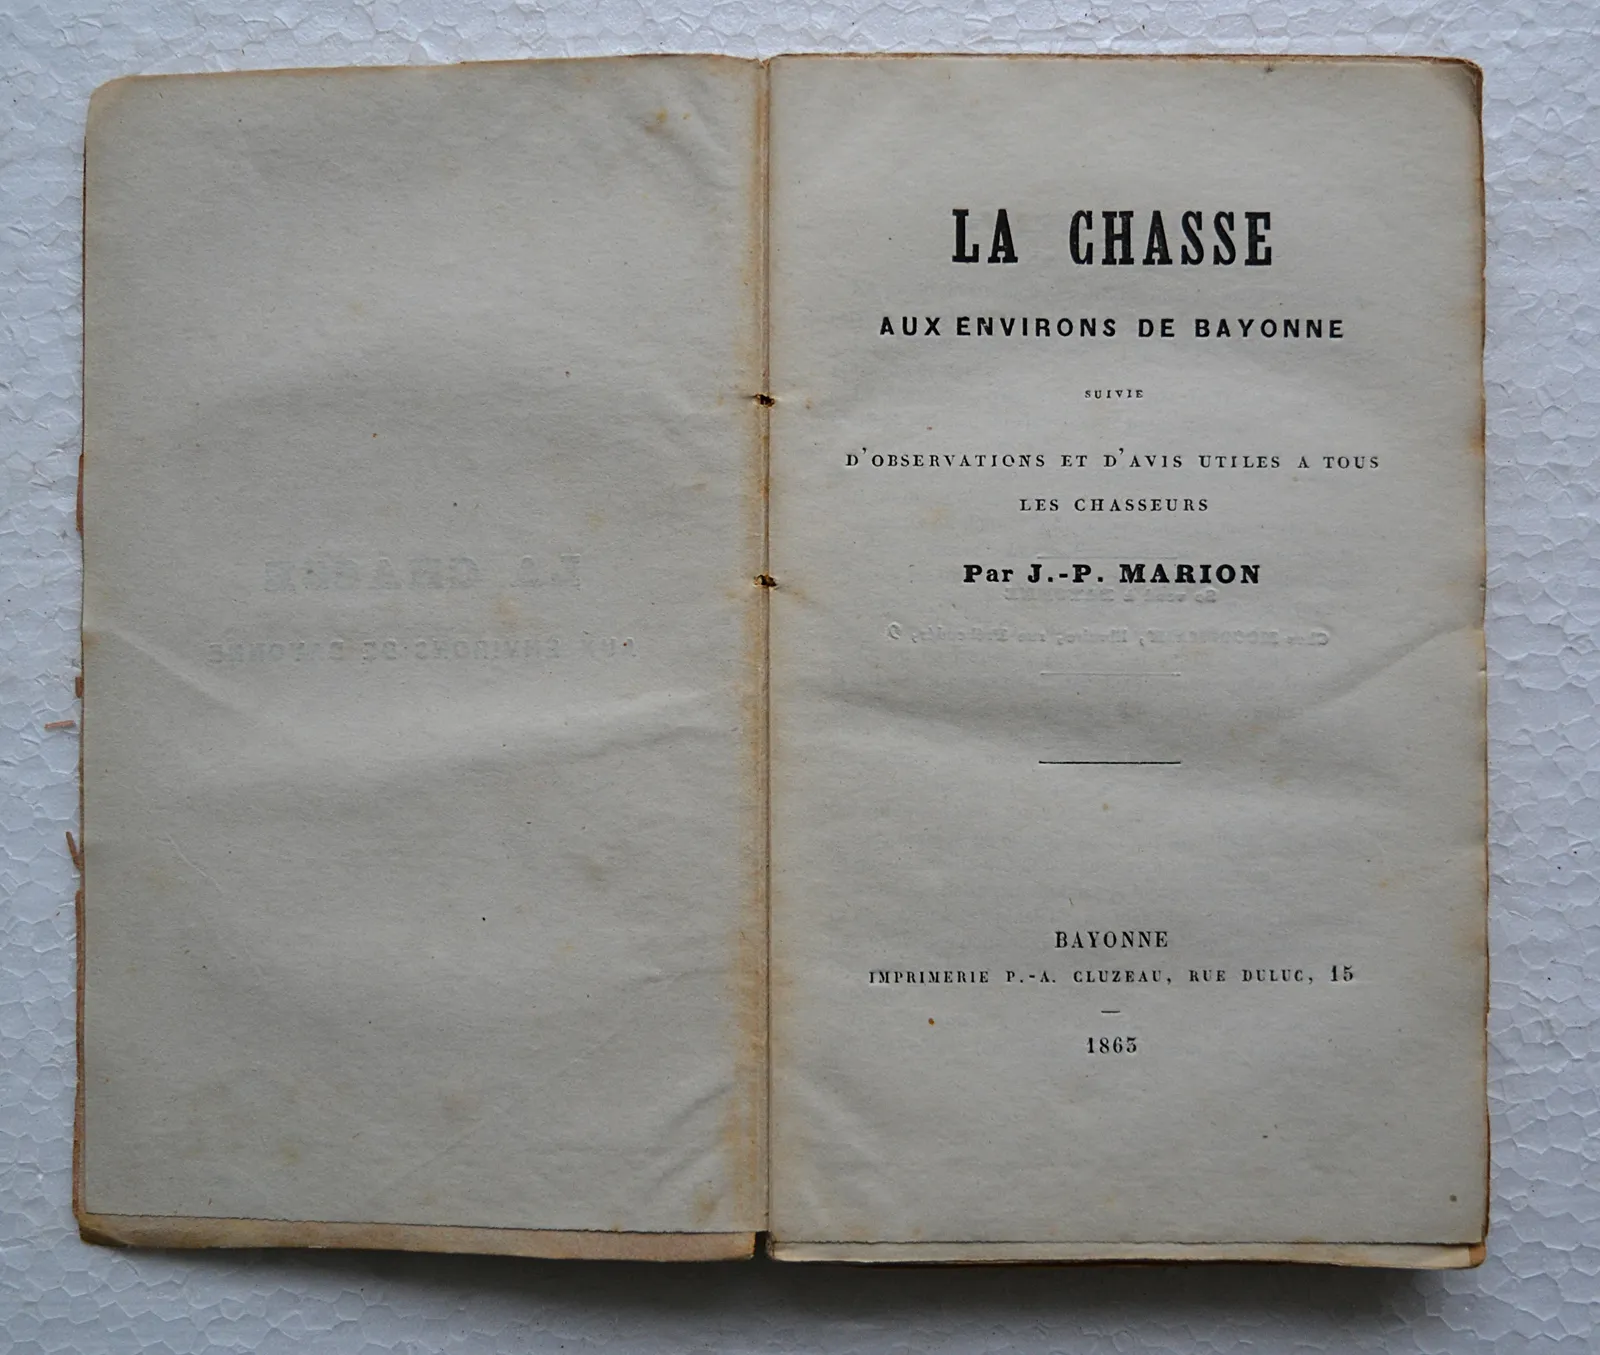 LA CHASSE
AUX ENVIRONS DE BAYONNE
SUIVIE
D'OBSERVATIONS ET D'AVIS UTILES A TOUS
LES CHASSEURS
Par J.-P. MARION
BAYONNE
IMPRIMERIE P.-A. CLUZEAU, RUE DULUC, 15
—
1863